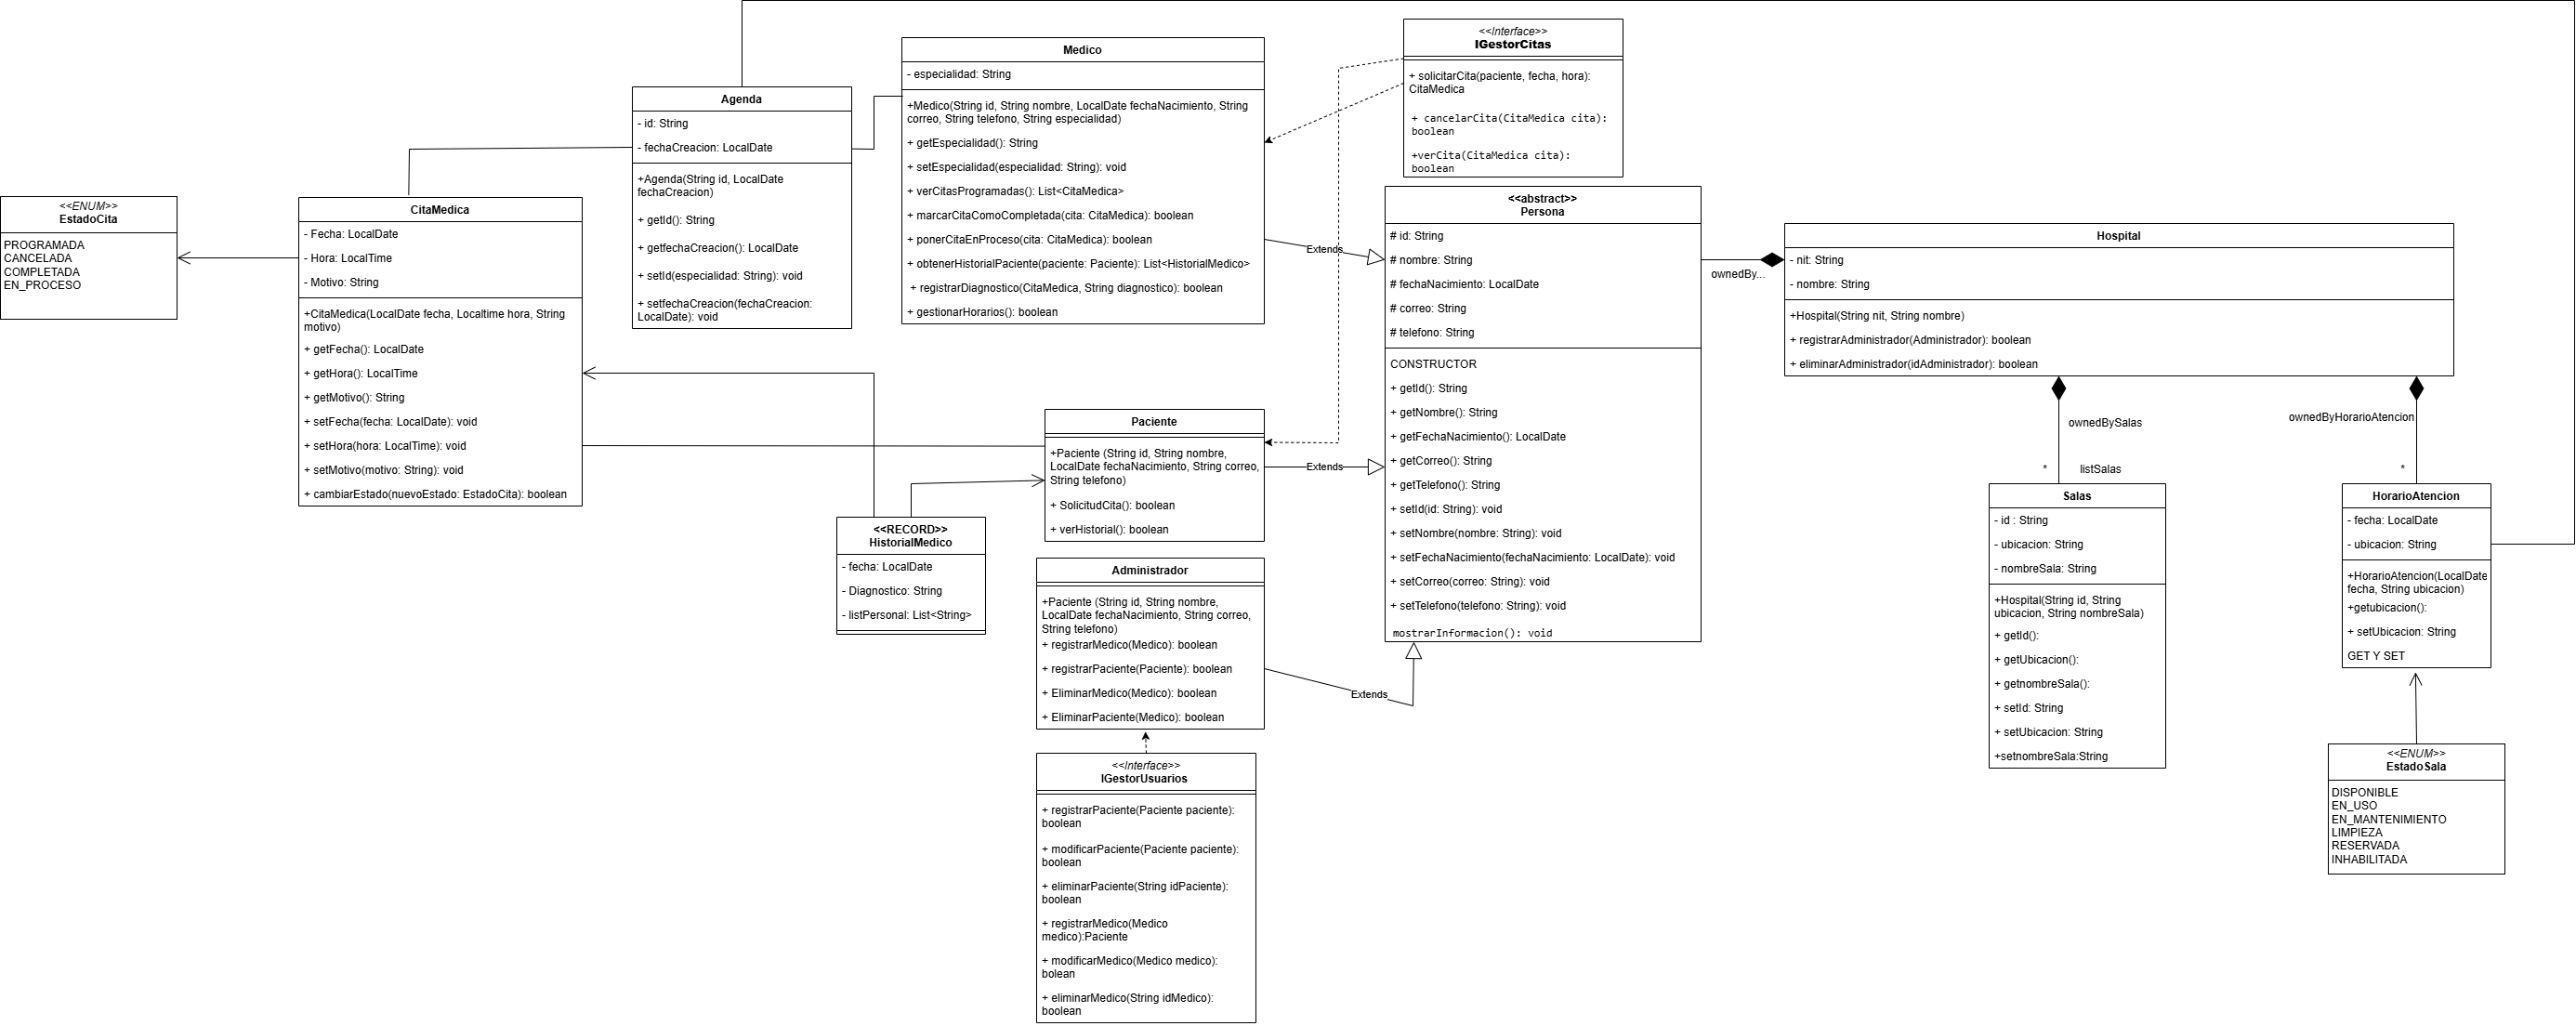 <<ENUM>>
EstadoCita
PROGRAMADA
CANCELADA
COMPLETADA
EN_PROCESO
CitaMedica
- Fecha: LocalDate
- Hora: LocalTime
- Motivo: String
+CitaMedica(LocalDate fecha, Localtime hora, String
motivo)
+ getFecha(): LocalDate
+ getHora(): LocalTime
+ getMotivo(): String
+ setFecha(fecha: LocalDate): void
+ setHora(hora: LocalTime): void
+ setMotivo(motivo: String): void
+ cambiarEstado(nuevoEstado: EstadoCita): boolean
Agenda
- id: String
- fechaCreacion: LocalDate
+Agenda(String id, LocalDate
fechaCreacion)
+ getId(): String
+ getfechaCreacion(): LocalDate
+ setId(especialidad: String): void
+ setfechaCreacion(fechaCreacion:
LocalDate): void
Medico
- especialidad: String
+Medico(String id, String nombre, LocalDate fechaNacimiento, String
correo, String telefono, String especialidad)
+ getEspecialidad(): String
+ setEspecialidad(especialidad: String): void
+ verCitasProgramadas(): List<CitaMedica>
+ marcarCitaComoCompletada(cita: CitaMedica): boolean
+ ponerCitaEnProceso(cita: CitaMedica): boolean
+ obtenerHistorialPaciente(paciente: Paciente): List<HistorialMedico>
+ registrarDiagnostico(CitaMedica, String diagnostico): boolean
+ gestionarHorarios(): boolean
<<Interface>>
IGestorCitas
+ solicitarCita(paciente, fecha, hora):
CitaMedica
+ cancelarCita(CitaMedica cita):
boolean
+verCita(CitaMedica cita):
boolean
Extends
<<abstract>>
Persona
# id: String
# nombre: String
# fechaNacimiento: LocalDate
# correo: String
# telefono: String
CONSTRUCTOR
+ getId(): String
+ getNombre(): String
+ getFechaNacimiento(): LocalDate
+ getCorreo(): String
+ getTelefono(): String
+ setId(id: String): void
+ setNombre(nombre: String): void
+ setFechaNacimiento(fechaNacimiento: LocalDate): void
+ setCorreo(correo: String): void
+ setTelefono(telefono: String): void
mostrarInformacion(): void
ownedBy...
Hospital
- nit: String
- nombre: String
+Hospital(String nit, String nombre)
+ registrarAdministrador(Administrador): boolean
+ eliminarAdministrador(idAdministrador): boolean
ownedBySalas
* listSalas
ownedByHorarioAtencion
*
Paciente
+Paciente (String id, String nombre,
LocalDate fechaNacimiento, String correo,
String telefono)
+ SolicitudCita(): boolean
+ verHistorial(): boolean
Extends
<<RECORD>>
HistorialMedico
- fecha: LocalDate
- Diagnostico: String
- listPersonal: List<String>
Administrador
+Paciente (String id, String nombre,
LocalDate fechaNacimiento, String correo,
String telefono)
+ registrarMedico(Medico): boolean
+ registrarPaciente(Paciente): boolean
+ EliminarMedico(Medico): boolean
+ EliminarPaciente(Medico): boolean
Extends
<<Interface>>
IGestorUsuarios
+ registrarPaciente(Paciente paciente):
boolean
+ modificarPaciente(Paciente paciente):
boolean
+ eliminarPaciente(String idPaciente):
boolean
+ registrarMedico(Medico
medico):Paciente
+ modificarMedico(Medico medico):
bolean
+ eliminarMedico(String idMedico):
boolean
Salas
- id : String
- ubicacion: String
- nombreSala: String
+Hospital(String id, String
ubicacion, String nombreSala)
+ getId():
+ getUbicacion():
+ getnombreSala():
+ setId: String
+ setUbicacion: String
+setnombreSala:String
HorarioAtencion
- fecha: LocalDate
- ubicacion: String
+HorarioAtencion(LocalDate
fecha, String ubicacion)
+getubicacion():
+ setUbicacion: String
GET Y SET
<<ENUM>>
EstadoSala
DISPONIBLE
EN_USO
EN_MANTENIMIENTO
LIMPIEZA
RESERVADA
INHABILITADA